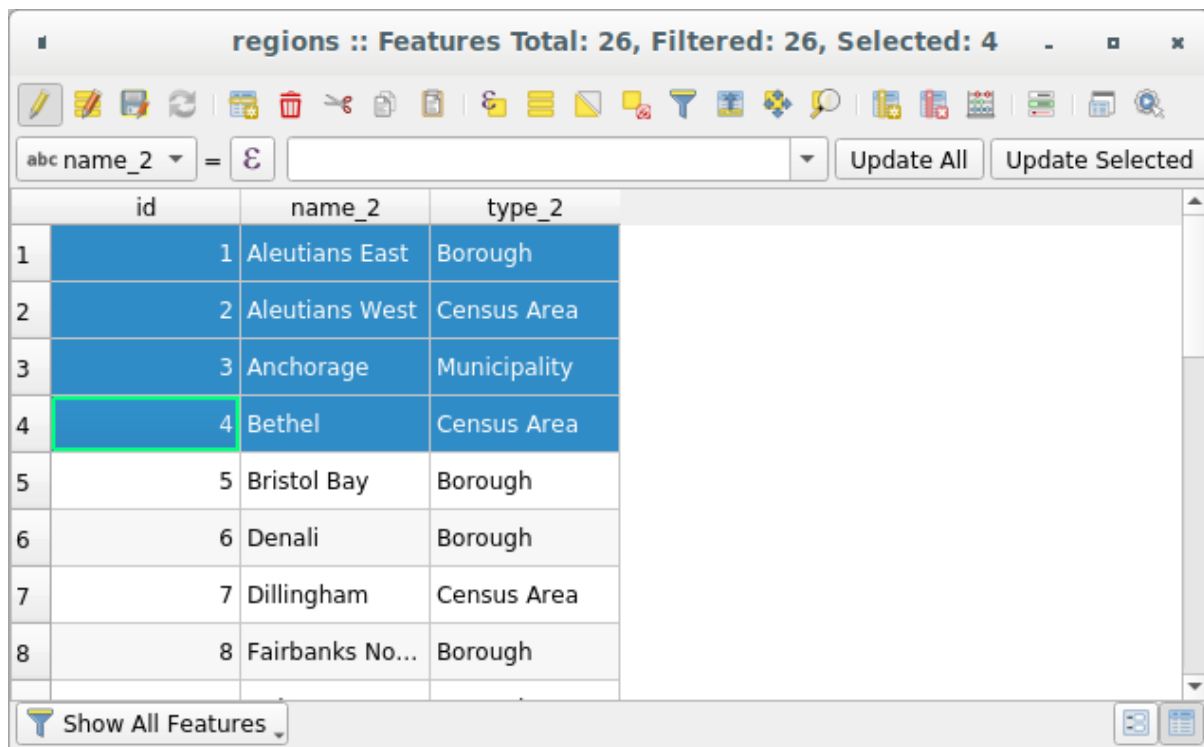 regions :: Features Total: 26, Filtered: 26, Selected: 4
abc name_2 = ε Update All Update Selected
id name_2 type_2
1 1 Aleutians East Borough
2 2 Aleutians West Census Area
3 3 Anchorage Municipality
4 4 Bethel Census Area
5 5 Bristol Bay Borough
6 6 Denali Borough
7 7 Dillingham Census Area
8 8 Fairbanks No... Borough
Show All Features